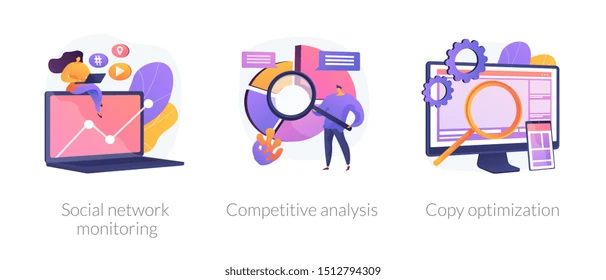 #
Social network
monitoring
Competitive analysis
Copy optimization
shutterstock.com · 1512794309